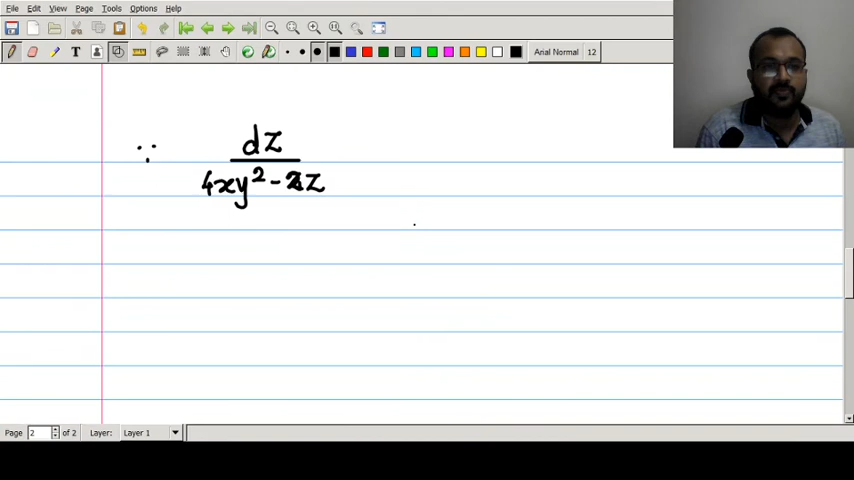 File Edit View Page Tools Options Help
Arial Normal 12
∵ dz
4xy² - 2z
Page 2 of 2 Layer: Layer 1